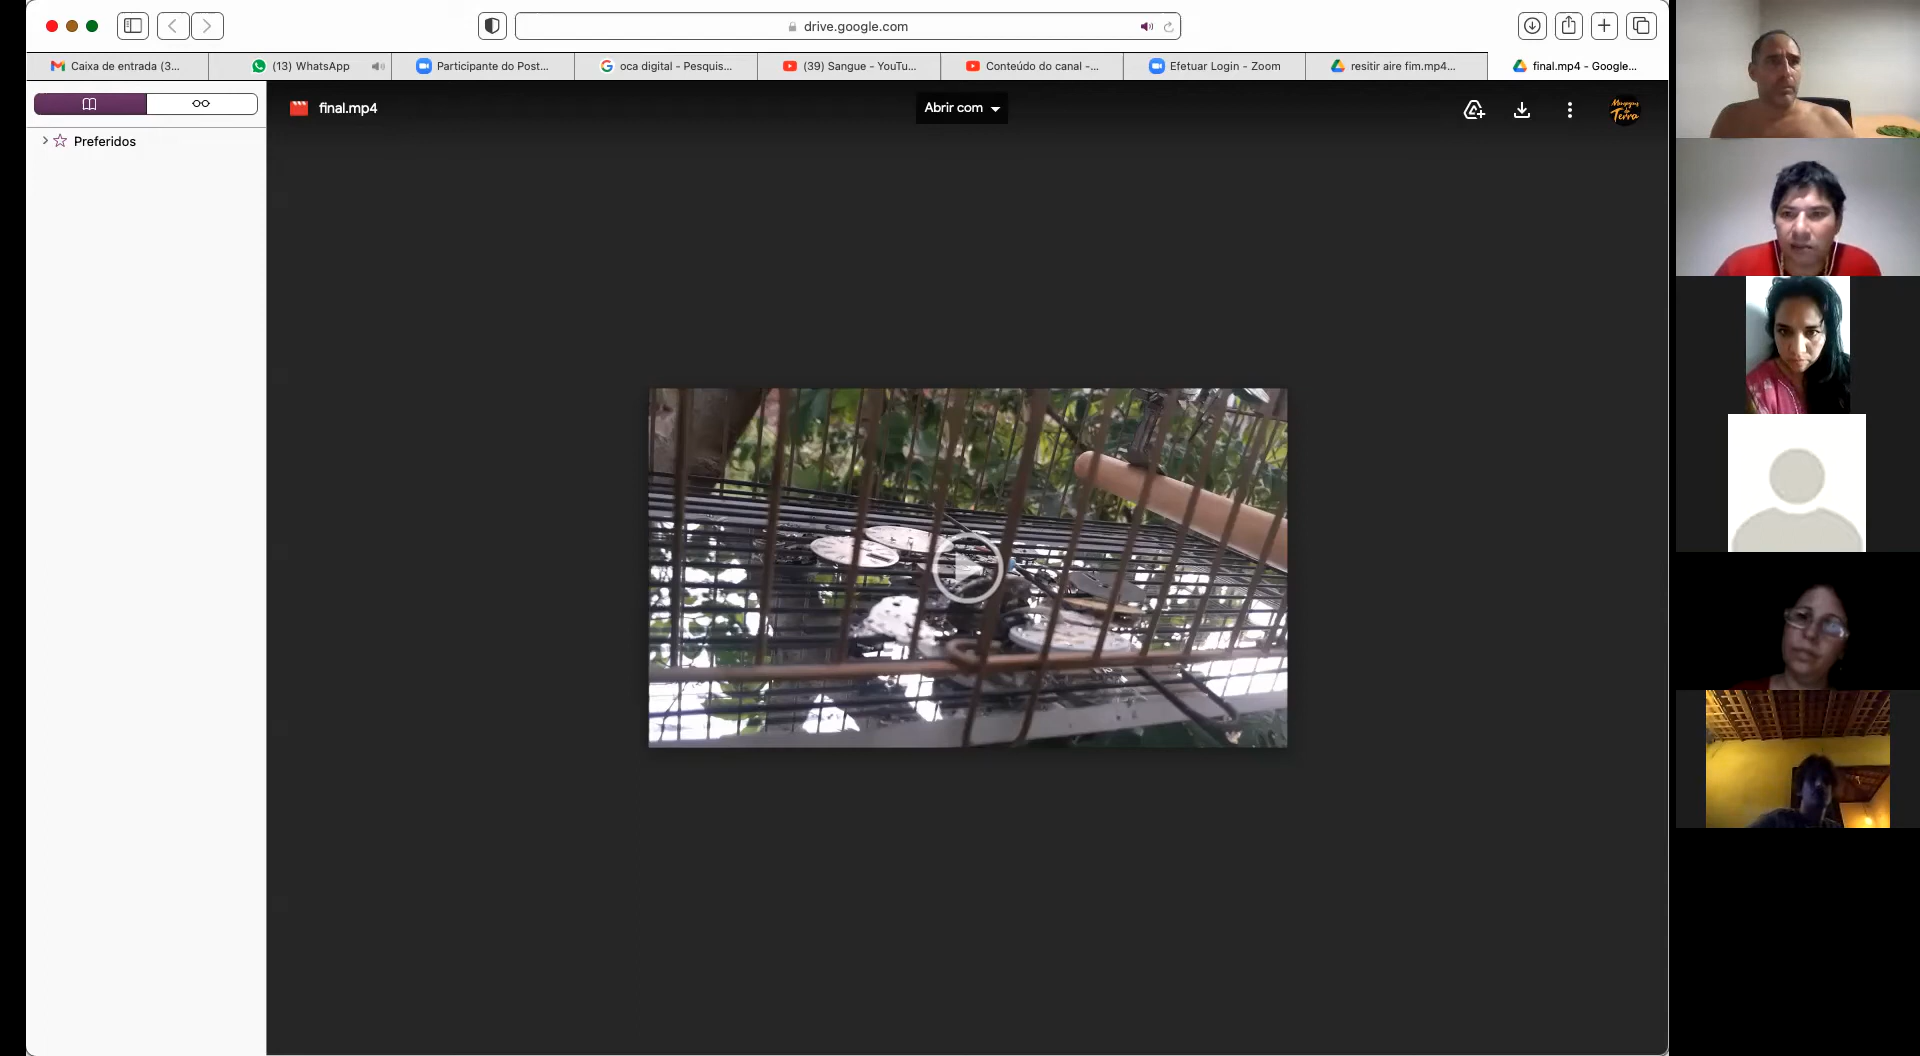 drive.google.com
Caixa de entrada (3...
(13) WhatsApp
Participante do Post...
oca digital - Pesquis...
(39) Sangue - YouTu...
Conteúdo do canal -...
Efetuar Login - Zoom
resitir aire fim.mp4...
final.mp4 - Google...
final.mp4
Abrir com
Terra
Preferidos